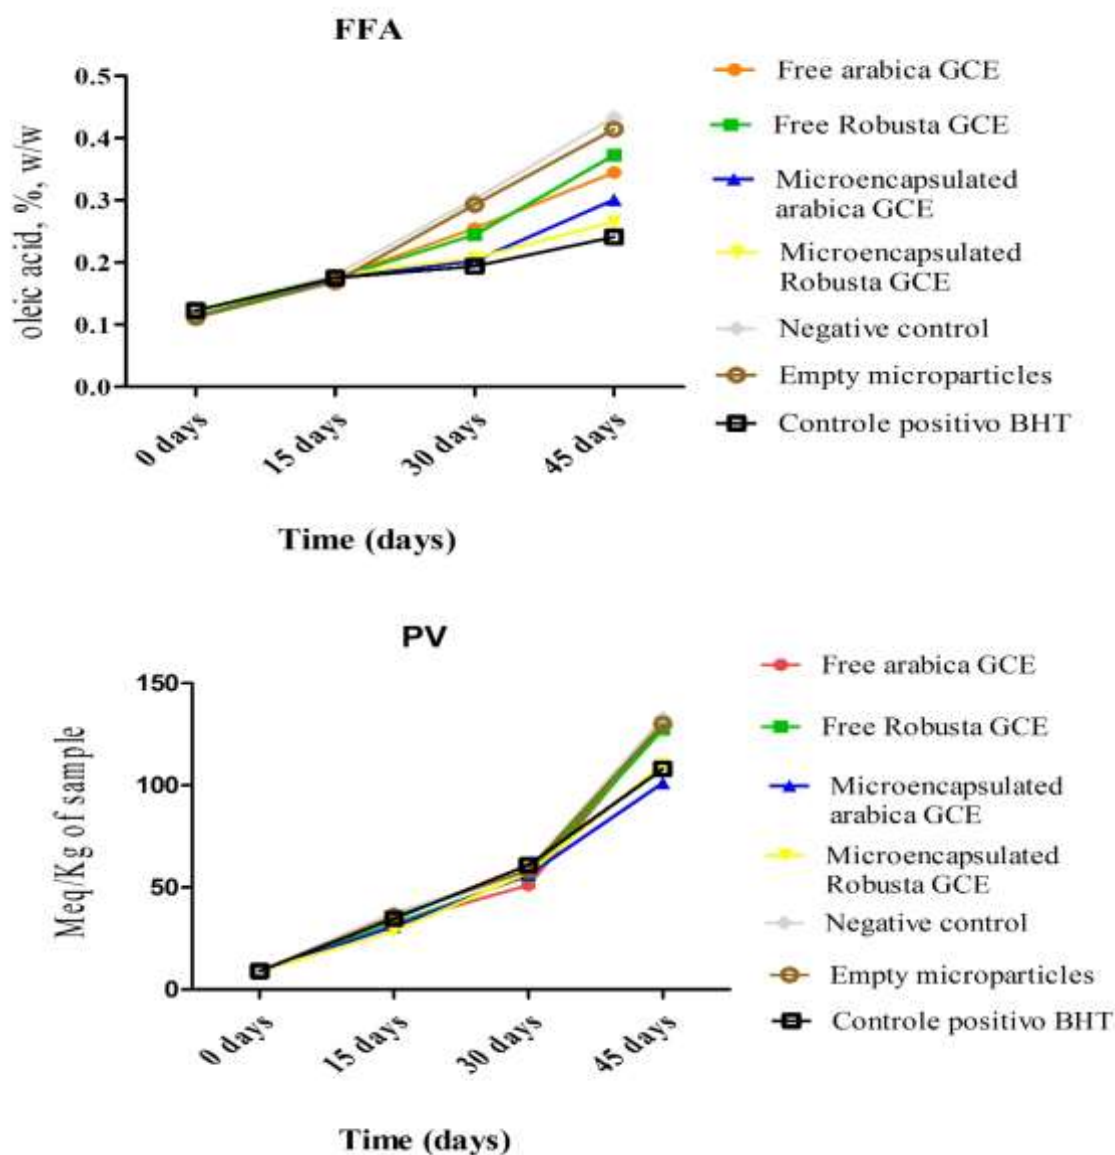 FFA
oleic acid, %, w/w
0.5
0.4
0.3
0.2
0.1
0.0
0 days
15 days
30 days
45 days
Time (days)
Free arabica GCE
Free Robusta GCE
Microencapsulated
arabica GCE
Microencapsulated
Robusta GCE
Negative control
Empty microparticles
Controle positivo BHT
PV
Meq/Kg of sample
150
100
50
0
0 days
15 days
30 days
45 days
Time (days)
Free arabica GCE
Free Robusta GCE
Microencapsulated
arabica GCE
Microencapsulated
Robusta GCE
Negative control
Empty microparticles
Controle positivo BHT